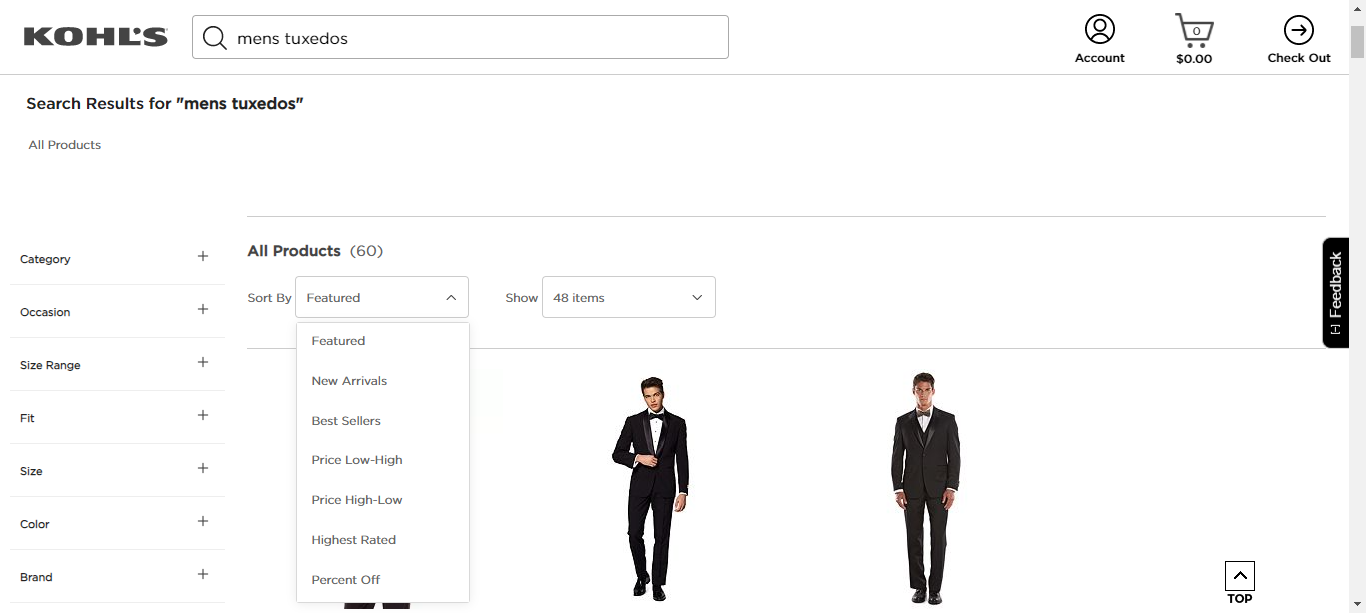 KOHL'S
mens tuxedos
0
Account
$0.00
Check Out
Search Results for "mens tuxedos"
All Products
Category +
Occasion +
Size Range +
Fit +
Size +
Color +
Brand +
All Products (60)
Sort By Featured
Show 48 items
Featured
New Arrivals
Best Sellers
Price Low-High
Price High-Low
Highest Rated
Percent Off
[-] Feedback
TOP